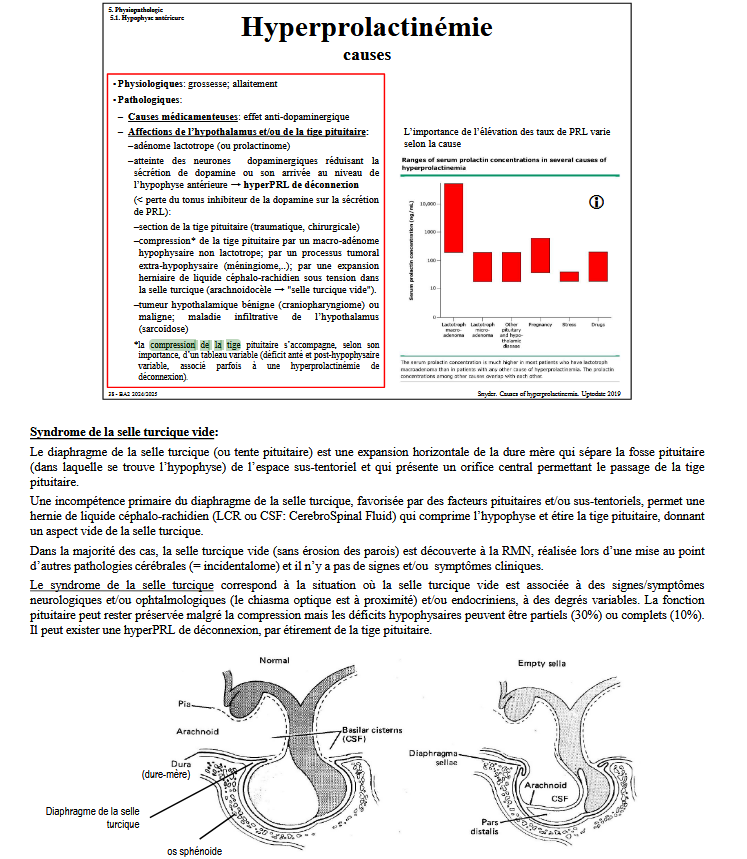 5. Physiopathologie
5.1. Hypophyse antérieure
Hyperprolactinémie
causes
• Physiologiques: grossesse; allaitement
• Pathologiques:
– Causes médicamenteuses: effet anti-dopaminergique
– Affections de l’hypothalamus et/ou de la tige pituitaire:
–adénome lactotrope (ou prolactinome)
–atteinte des neurones dopaminergiques réduisant la
sécrétion de dopamine ou son arrivée au niveau de
l’hypophyse antérieure → hyperPRL de déconnexion
(< perte du tonus inhibiteur de la dopamine sur la sécrétion
de PRL):
–section de la tige pituitaire (traumatique, chirurgicale)
–compression* de la tige pituitaire par un macro-adénome
hypophysaire non lactotrope; par un processus tumoral
extra-hypophysaire (méningiome,..); par une expansion
herniaire de liquide céphalo-rachidien sous tension dans
la selle turcique (arachnoïdocèle → "selle turcique vide").
–tumeur hypothalamique bénigne (craniopharyngiome) ou
maligne; maladie infiltrative de l’hypothalamus
(sarcoïdose)
*la compression de la tige pituitaire s’accompagne, selon son
importance, d’un tableau variable (déficit anté et post-hypophysaire
variable, associé parfois à une hyperprolactinémie de
déconnexion).
38 - BA2 2024/2025
L’importance de l’élévation des taux de PRL varie
selon la cause
Ranges of serum prolactin concentrations in several causes of
hyperprolactinemia
Serum prolactin concentration (ng/mL)
10,000
1000
100
10
0
Lactotroph
macro-
adenoma
Lactotroph
micro-
adenoma
Other
pituitary
and hypo-
thalamic
disease
Pregnancy
Stress
Drugs
The serum prolactin concentration is much higher in most patients who have lactotroph
macroadenoma than in patients with any other cause of hyperprolactinemia. The prolactin
concentrations among other causes overlap with each other.
Snyder. Causes of hyperprolactinemia. Uptodate 2019
Syndrome de la selle turcique vide:
Le diaphragme de la selle turcique (ou tente pituitaire) est une expansion horizontale de la dure mère qui sépare la fosse pituitaire
(dans laquelle se trouve l’hypophyse) de l’espace sus-tentoriel et qui présente un orifice central permettant le passage de la tige
pituitaire.
Une incompétence primaire du diaphragme de la selle turcique, favorisée par des facteurs pituitaires et/ou sus-tentoriels, permet une
hernie de liquide céphalo-rachidien (LCR ou CSF: CerebroSpinal Fluid) qui comprime l’hypophyse et étire la tige pituitaire, donnant
un aspect vide de la selle turcique.
Dans la majorité des cas, la selle turcique vide (sans érosion des parois) est découverte à la RMN, réalisée lors d’une mise au point
d’autres pathologies cérébrales (= incidentalome) et il n’y a pas de signes et/ou symptômes cliniques.
Le syndrome de la selle turcique correspond à la situation où la selle turcique vide est associée à des signes/symptômes
neurologiques et/ou ophtalmologiques (le chiasma optique est à proximité) et/ou endocriniens, à des degrés variables. La fonction
pituitaire peut rester préservée malgré la compression mais les déficits hypophysaires peuvent être partiels (30%) ou complets (10%).
Il peut exister une hyperPRL de déconnexion, par étirement de la tige pituitaire.
Normal
Pia
Arachnoid
Basilar cisterns
(CSF)
Dura
(dure-mère)
Diaphragme de la selle
turcique
os sphénoide
Empty sella
Diaphragma
sellae
Arachnoid
CSF
Pars
distalis